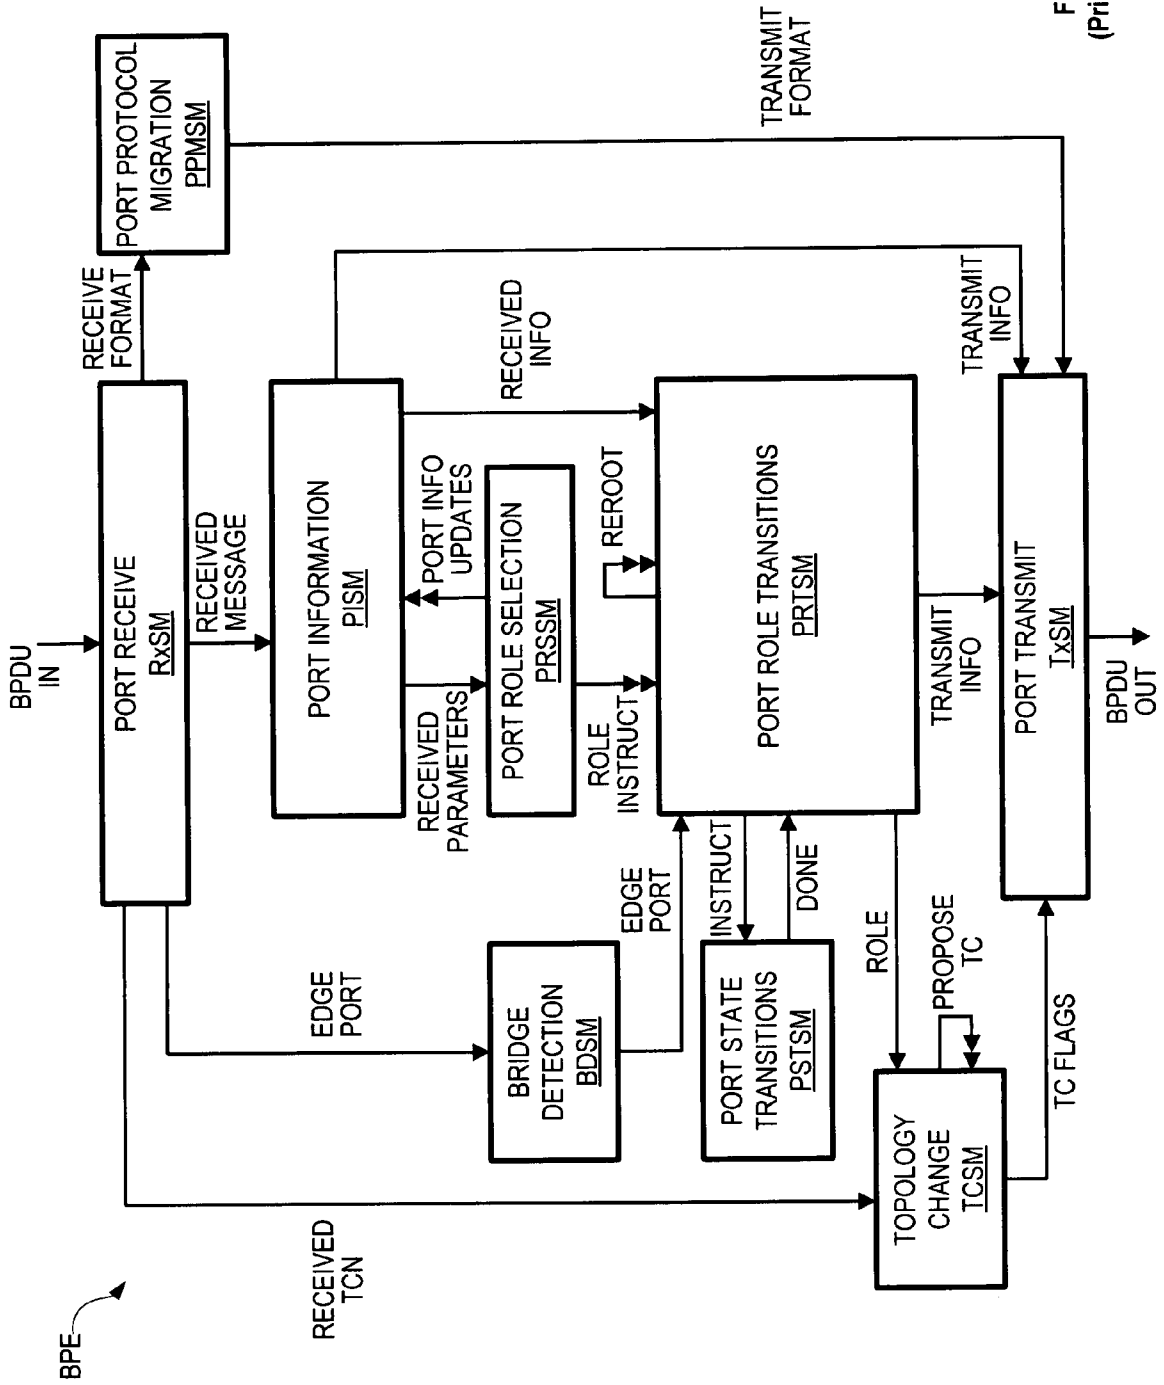 BPE
BPDU
IN
PORT RECEIVE
RxSM
RECEIVE
FORMAT
PORT PROTOCOL
MIGRATION
PPMSM
RECEIVED
MESSAGE
EDGE
PORT
RECEIVED
TCN
PORT INFORMATION
PISM
RECEIVED
PARAMETERS
PORT INFO
UPDATES
RECEIVED
INFO
PORT ROLE SELECTION
PRSSM
BRIDGE
DETECTION
BDSM
EDGE
PORT
ROLE
INSTRUCT
REROOT
PORT ROLE TRANSITIONS
PRTSM
INSTRUCT
DONE
PORT STATE
TRANSITIONS
PSTSM
ROLE
PROPOSE
TC
TOPOLOGY
CHANGE
TCSM
TC FLAGS
TRANSMIT
INFO
TRANSMIT
INFO
TRANSMIT
FORMAT
PORT TRANSMIT
TxSM
BPDU
OUT
F
(Pri